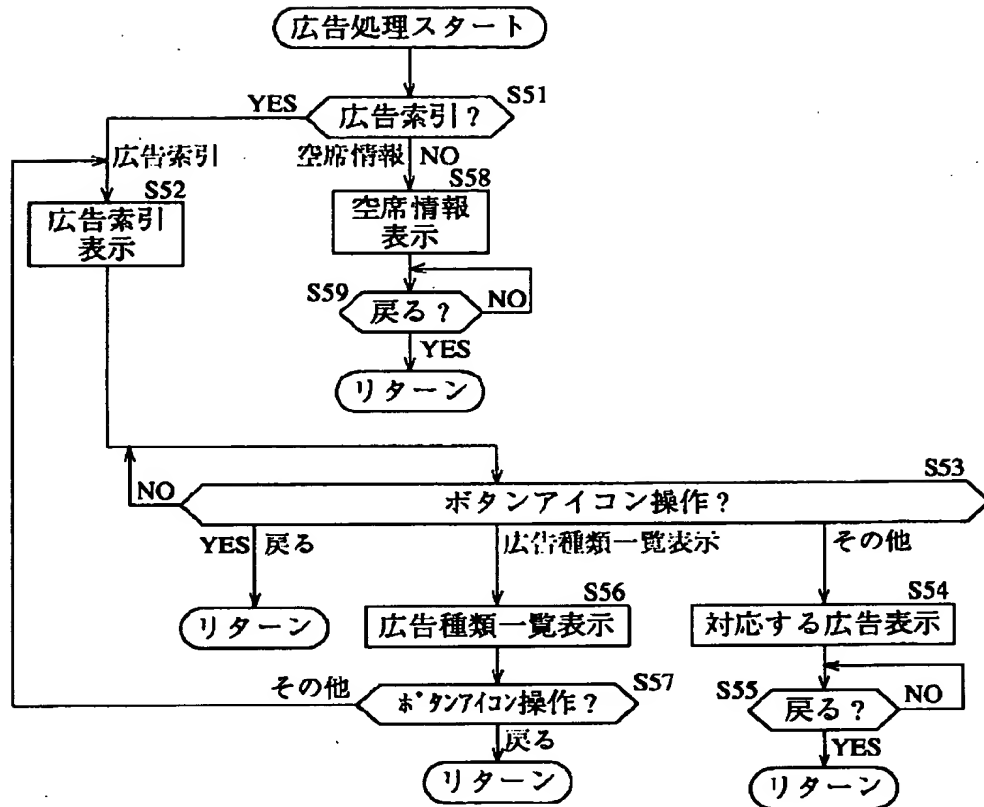 広告処理スタート
S51
YES
広告索引?
広告索引
空席情報 NO
S52
S58
広告索引
表示
空席情報
表示
S59
戻る?
NO
YES
リターン
S53
NO
ボタンアイコン操作?
YES 戻る
広告種類一覧表示
その他
S56
S54
リターン
広告種類一覧表示
対応する広告表示
その他
S57
S55
ボタンアイコン操作?
戻る?
NO
戻る
YES
リターン
リターン